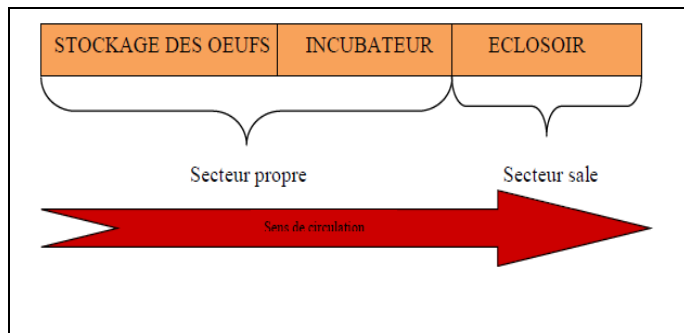 STOCKAGE DES OEUFS INCUBATEUR ECLOSOIR
Secteur propre Secteur sale
Sens de circulation